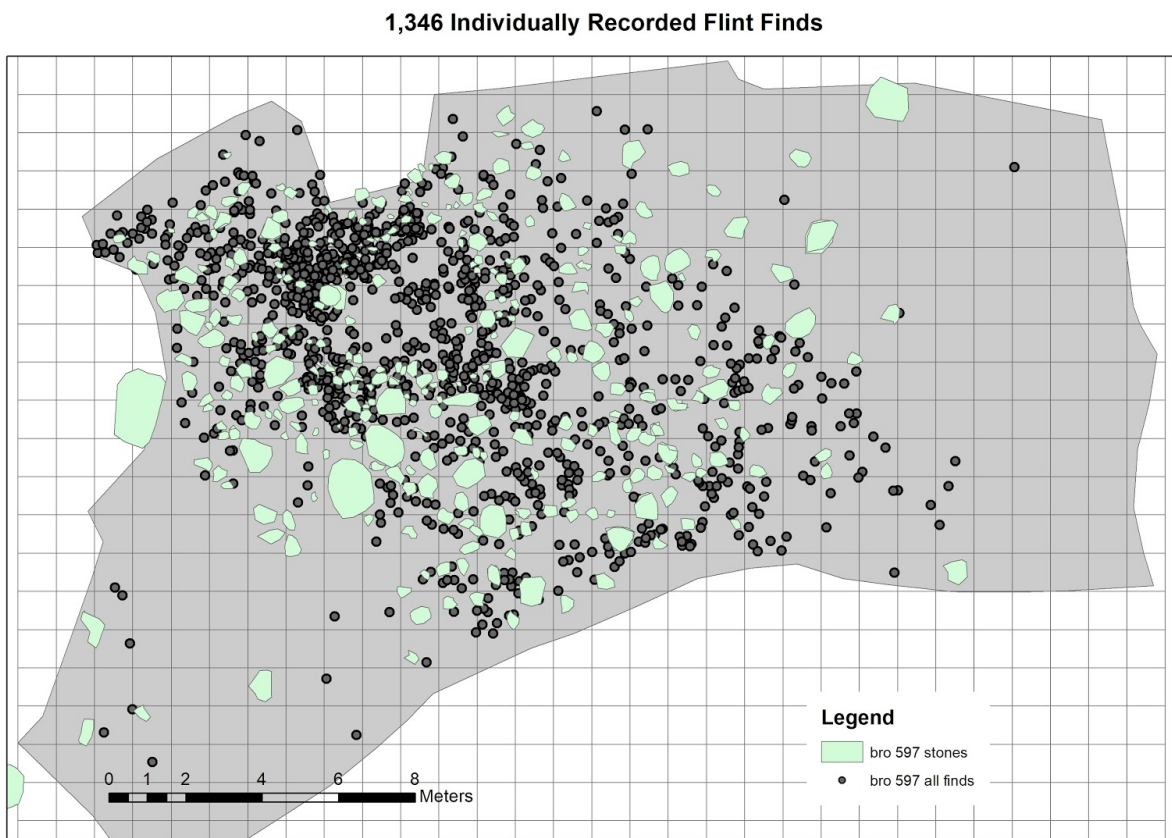 1,346 Individually Recorded Flint Finds
Legend
bro 597 stones
bro 597 all finds
0 1 2 4 6 8
Meters